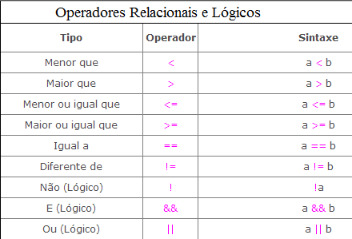 Operadores Relacionais e Lógicos
Tipo Operador Sintaxe
Menor que < a < b
Maior que > a > b
Menor ou igual que <= a <= b
Maior ou igual que >= a >= b
Igual a == a == b
Diferente de != a != b
Não (Lógico) ! !a
E (Lógico) && a && b
Ou (Lógico) || a || b